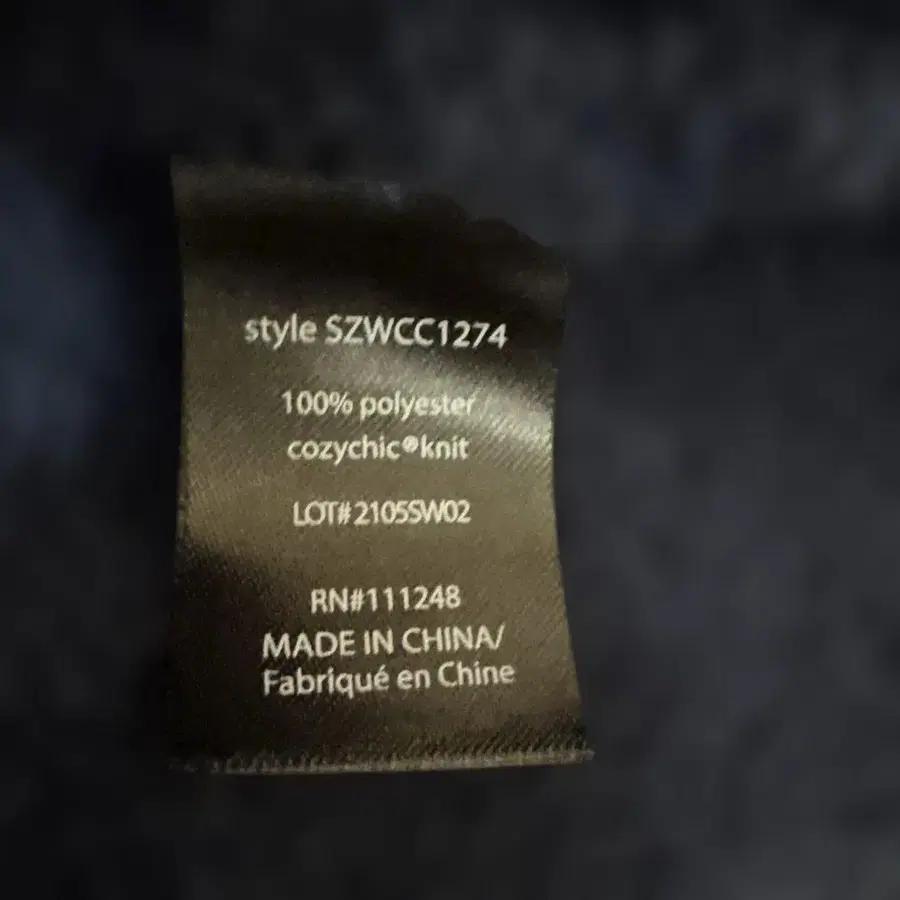 style SZWCC1274
100% polyester
cozychic®knit
LOT#2105SW02
RN#111248
MADE IN CHINA/
Fabriqué en Chine